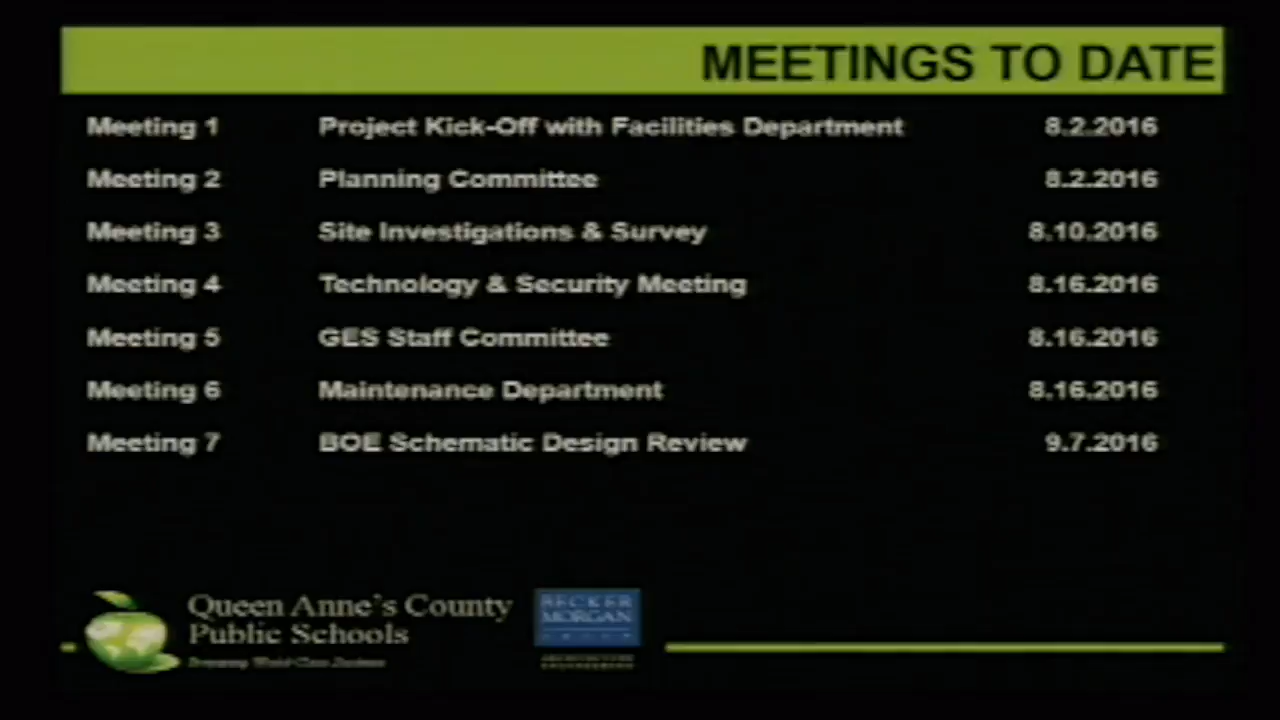 MEETINGS TO DATE
Meeting 1 Project Kick-Off with Facilities Department 8.2.2016
Meeting 2 Planning Committee 8.2.2016
Meeting 3 Site Investigations & Survey 8.10.2016
Meeting 4 Technology & Security Meeting 8.16.2016
Meeting 5 GES Staff Committee 8.16.2016
Meeting 6 Maintenance Department 8.16.2016
Meeting 7 BOE Schematic Design Review 9.7.2016
Queen Anne's County
Public Schools
BECKER
MORGAN
ARCHITECTURE
ENGINEERING